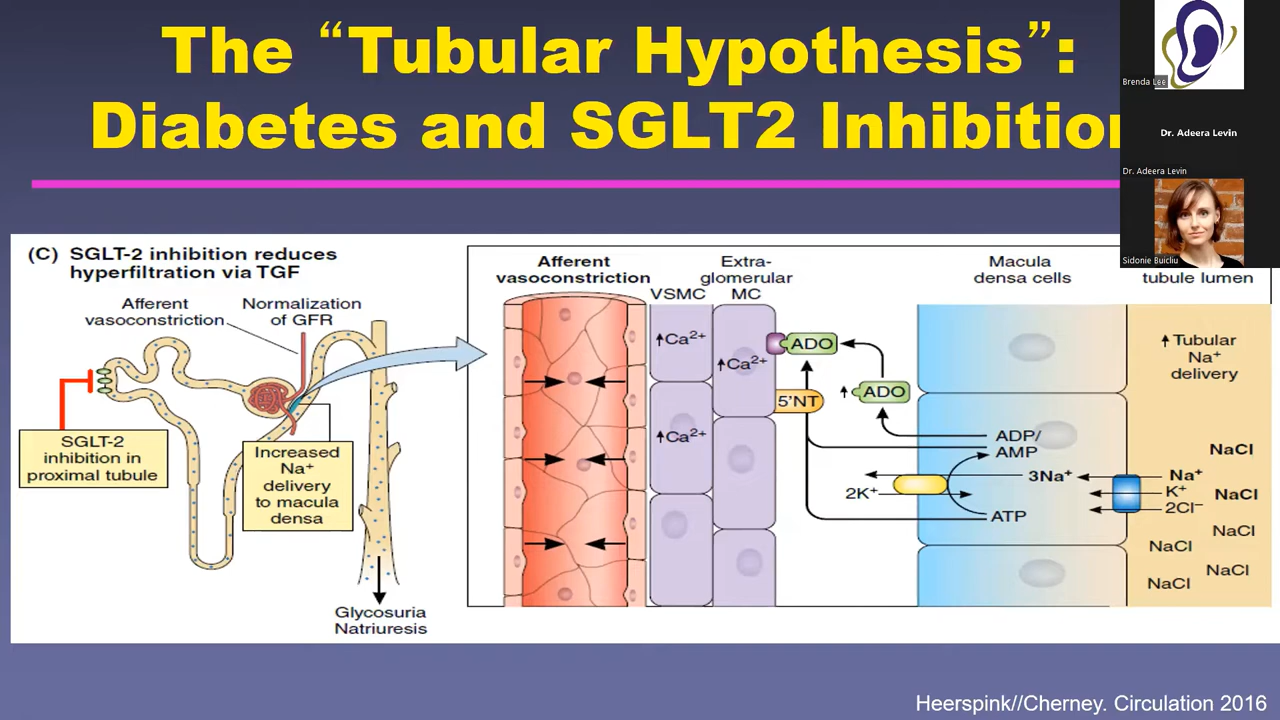 The “Tubular Hypothesis”:
Diabetes and SGLT2 Inhibition
Brenda Lee
Dr. Adeera Levin
Dr. Adeera Levin
Sidonie Buicliu
(C) SGLT-2 inhibition reduces
hyperfiltration via TGF
Afferent
vasoconstriction
Normalization
of GFR
SGLT-2
inhibition in
proximal tubule
Increased
Na⁺
delivery
to macula
densa
Glycosuria
Natriuresis
Afferent
vasoconstriction
VSMC
Extra-
glomerular
MC
Macula
densa cells
tubule lumen
↑Ca²⁺
↑Ca²⁺
↑Ca²⁺
ADO
↑ADO
5'NT
ADP/
AMP
3Na⁺
2K⁺
ATP
↑Tubular
Na⁺
delivery
NaCl
Na⁺
K⁺
2Cl⁻
NaCl
NaCl
NaCl
NaCl
NaCl
Heerspink//Cherney. Circulation 2016